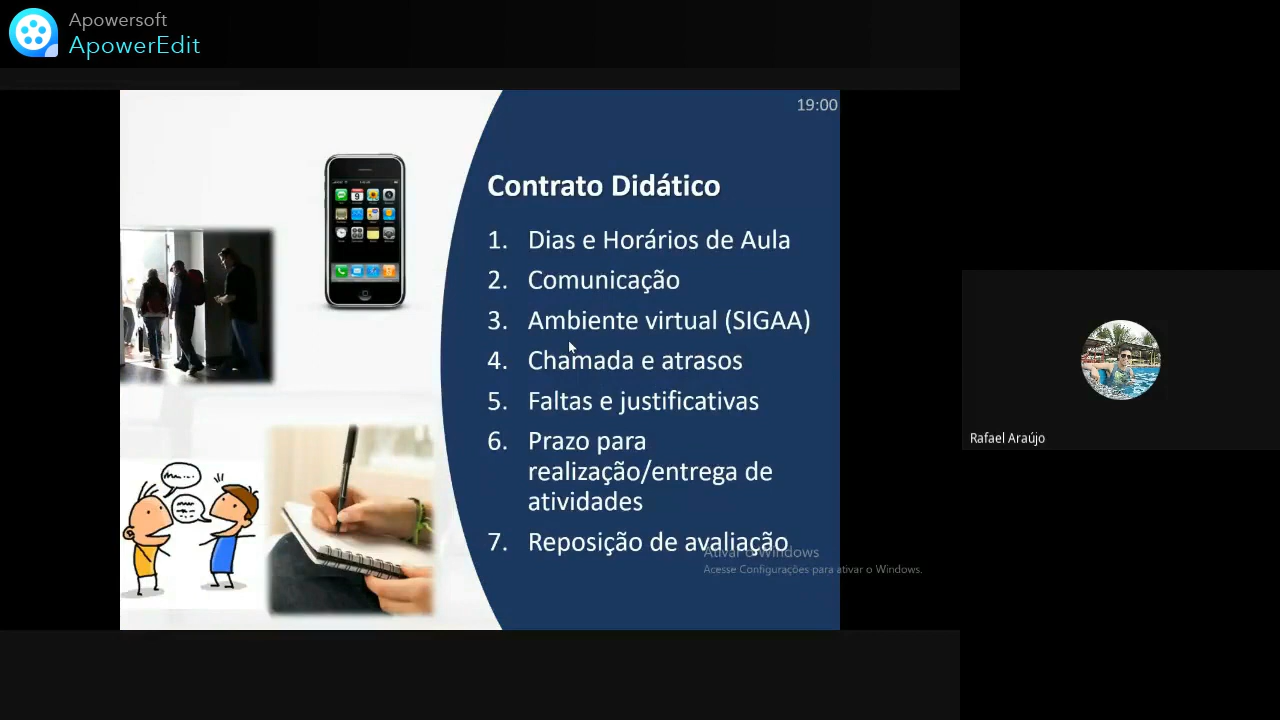 Apowersoft
ApowerEdit
19:00
Contrato Didático
1. Dias e Horários de Aula
2. Comunicação
3. Ambiente virtual (SIGAA)
4. Chamada e atrasos
5. Faltas e justificativas
6. Prazo para
realização/entrega de
atividades
7. Reposição de avaliação
Ativar o Windows
Acesse Configurações para ativar o Windows.
Rafael Araújo